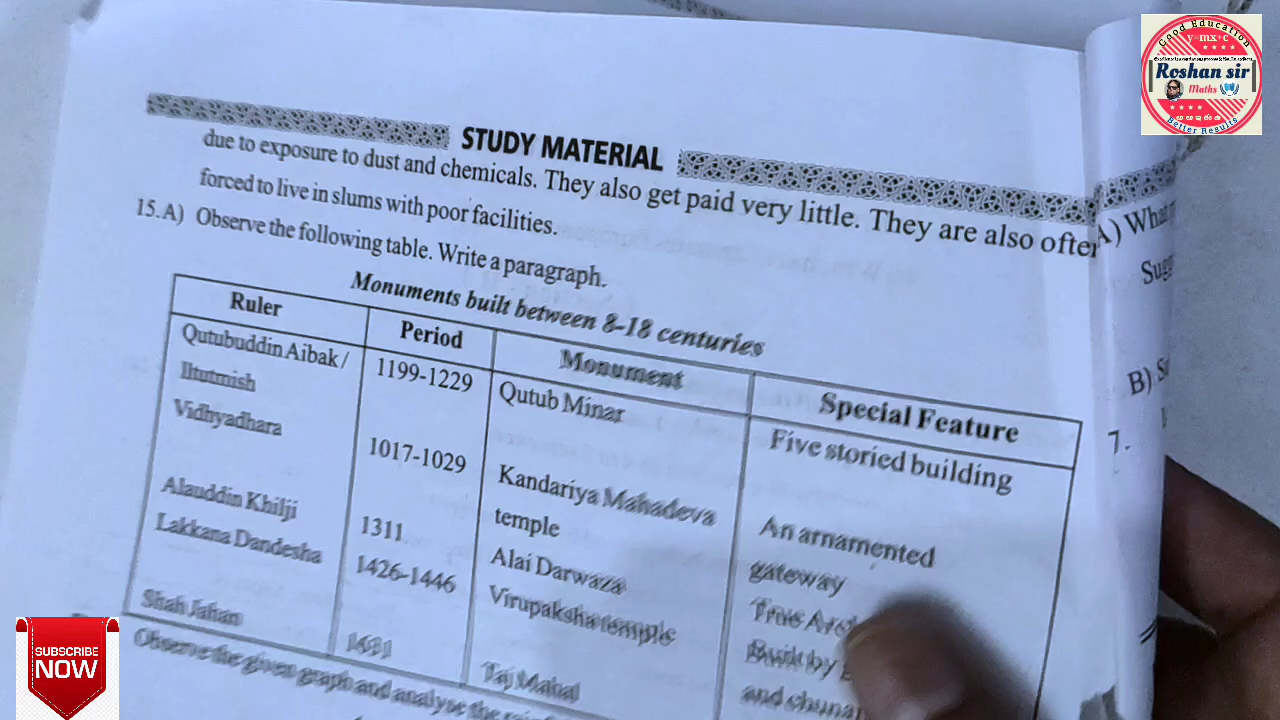 Good Education
y=mx+c
Roshan sir
Maths
Better Results
STUDY MATERIAL
due to exposure to dust and chemicals. They also get paid very little. They are also often
forced to live in slums with poor facilities.
15. A) Observe the following table. Write a paragraph.
Monuments built between 8-18 centuries
Ruler Period Monument Special Feature
Qutubuddin Aibak / 1199-1229 Qutub Minar Five storied building
Iltutmish
Vidhyadhara 1017-1029 Kandariya Mahadeva An arnamented
temple gateway
Alauddin Khilji 1311 Alai Darwaza True
Lakkana Dandesha 1426-1446 Virupaksha temple Built by
and
Shah Jahan 1631 Taj Mahal
Observe the given graph and analyse the
A)
B)
7.
SUBSCRIBE
NOW